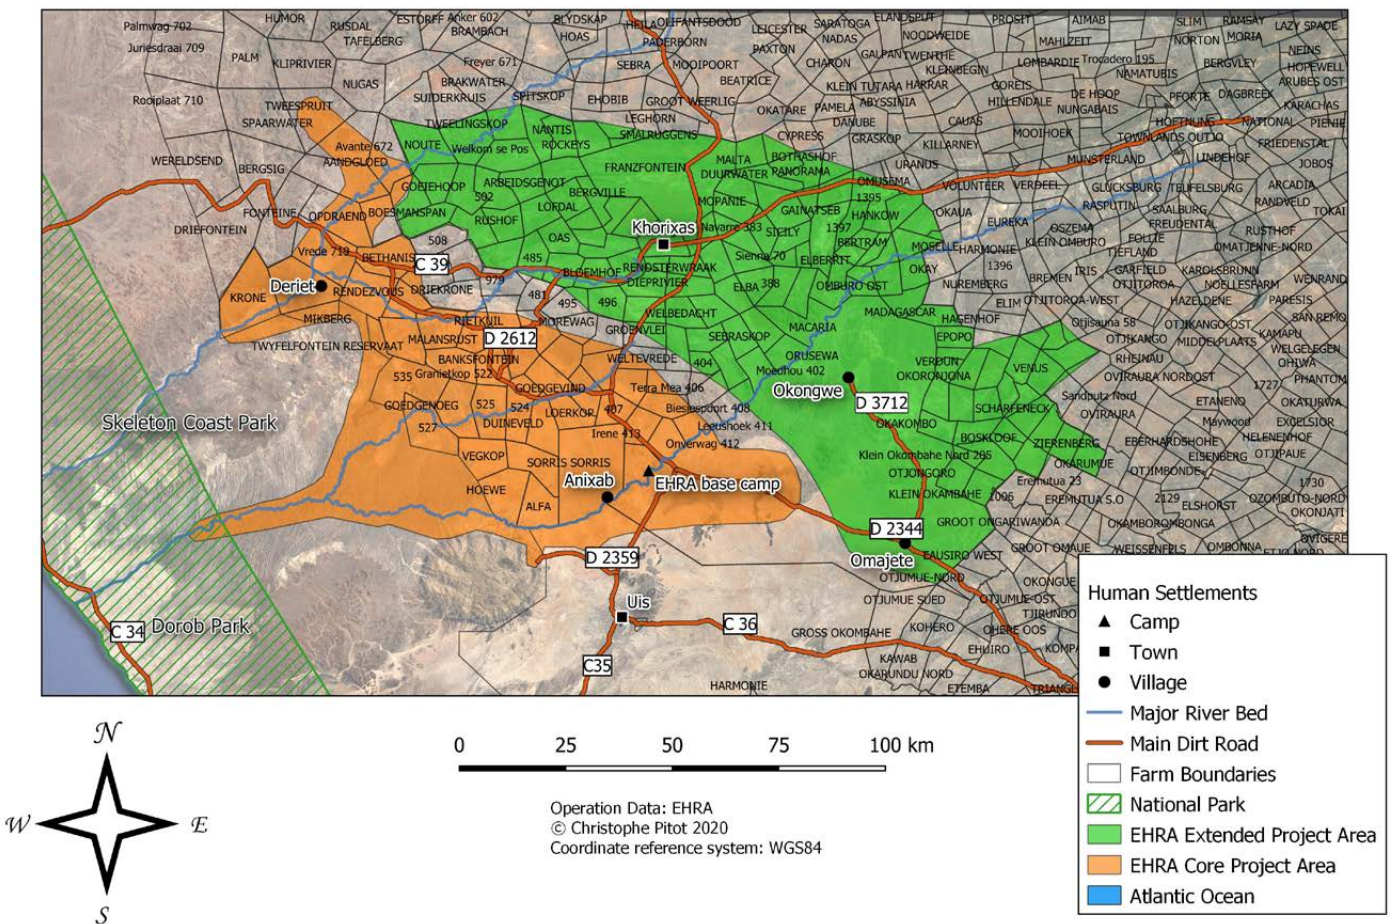 Palmwag 702
HUMOR
RUSDAL
ESTORFF
Anker 602
BLYDSKAP
HEILA
OLIFANTSDOOD
LEICESTER
SARATOGA
ELANDSPUT
PROSIT
AIMAB
SLIM
RAMSAY
LAZY SPADE
Juriesdraai 709
TAFELBERG
BRAMBACH
HOAS
PADERBORN
PAXTON
NADAS
NOODWEIDE
MAHLZEIT
NORTON
MORIA
NEINS
PALM
KLIPRIVIER
Freyer 671
SEBRA
MOOIPOORT
CHARON
GALPAN
TWENTHE
LOMBARDIE
Trocadero 195
BERGVLEY
HOPEWELL
NUGAS
BRAKWATER
BEATRICE
KLEIN TUTARA
HARRAR
KLEINBEGIN
GOREIS
NAMATUBIS
ARUBES OST
Rooiplaat 710
TWEESPRUIT
SUIDERKRUIS
SPITSKOP
EHOBIB
GROOT WEERLIG
OKATARE
PAMELA
ABYSSINIA
HILLENDALE
DE HOOP
NUNGABAIS
PFORTE
DAGBREEK
KARACHAS
SPAARWATER
TWEELINGSKOP
NANTIS
LEGHORN
SMALRUGGENS
CYPRESS
DANUBE
GRASKOP
CAUAS
MOOIHOEK
HOFTNUNG
NATIONAL
PIENIE
Avante 672
NOUTE
Welkom se Pos
ROCKEYS
KILLARNEY
TOWNLANDS OUTJO
FRIEDENSTAL
WERELDSEND
BERGSIG
AANDGLOED
FRANZFONTEIN
MALTA
BOTHASHOF
URANUS
MUNSTERLAND
LINDEHOF
JOBOS
DUURWATER
PANORAMA
GOEIEHOOP
ARBEIDSGENOT
502
BERGVILLE
OMUSEMA
VOLUNTEER
VERDEEL
GLUCKSBURG
TEUFELSBURG
ARCADIA
FONTEINE
OPDRAEND
BOESMANSPAN
RUSHOF
LOFDAL
MOPANIE
GAINATSEB
1395
HANKOW
OKAUA
EUREKA
RASPUTIN
SAALBURG
RANDVELD
TOKAI
DRIEFONTEIN
508
OAS
Khorixas
Navarre 383
SICILY
1397
BERTRAM
MOSELLE
HARMONIE
OSZEMA
FREUDENTAL
RUSTHOF
Vrede 719
BETHANIS
C 39
485
BLOEMHOF
RENOSTERWRAAK
Sienna 70
ELBERRIT
OKAY
1396
KLEIN OMBURO
FOLLIE
TIEFLAND
OMATJENNE-NORD
Deriet
RENDEZVOUS
DRIEKRONE
979
481
DIEPRIVIER
ELBA
388
OMBURO OST
NUREMBERG
BREMEN
IRIS
GARFIELD
OTJITOROA
KAROLSBRUNN
NOELLESFARM
WENRAND
KRONE
MIKBERG
RIETKUIL
495
496
MOREWAG
WELBEDACHT
MADAGASCAR
HAGENHOF
ELIM
OTJITOROA-WEST
HAZELDENE
PARESIS
D 2612
GROENVLEI
SEBRASKOP
MACARIA
EPOPO
Otjisauna 58
OTJIKANGO-OST
SAN REMO
TWYFELFONTEIN RESERVAAT
MALANSRUST
BANKSFONTEIN
WELTEVREDE
404
ORUSEWA
VERDUN
OTJIKANGO
MIDDELPLAATS
KAMAPU
WELGELEGEN
535
Granietkop 522
GOEDGEVIND
Terra Mea 406
Moedhou 402
OKORONJONA
VENUS
RHEINAU
OHLWA
GOEDGENOEG
525
524
LOERKOP
407
Biesjespoort 408
Okongwe
D 3712
OVIRAURA NORDOST
1727
PHANTOM
Skeleton Coast Park
527
DUINEVELD
Irene 413
Leeushoek 411
SCHARFENECK
Sandputz Nord
ETANENO
OKATURWA
OVIRAURA
Maywood
EXCELSIOR
Onverwag 412
OKAKOMBO
BOSKLOOF
ZIERENBERG
EBERHARDSHOHE
HELENENHOF
VEGKOP
SORRIS SORRIS
Klein Okombahe Nord 285
OKARUMUE
EISENBERG
OTJIPAUE
Anixab
EHRA base camp
OTJONGORO
Eremutua 23
OTJIMBONDE
1730
HOEWE
ALFA
KLEIN OKAMBAHE
1006
EREMUTUA S.O
2129
ELSHORST
OZOMBUTO-NORD
D 2344
GROOT ONGARIWANDA
OKAMBOROMBONGA
OKONJATI
Omajete
EAUSIRO WEST
GROOT OMAUE
WEISSENFELS
OMBONNA
OVIGERE
D 2359
OTJUMUE-NORD
OKONGUE
Uis
OTJUMUE SUED
OTJUMUE-OST
TJIRUNDO
Dorob Park
C 34
C 36
GROSS OKOMBAHE
KOHERO
OHERE OOS
C35
EHUIRO
KAWAB
OKARUNDU NORD
HARMONIE
ETEMBA
Human Settlements
Camp
Town
Village
Major River Bed
Main Dirt Road
Farm Boundaries
National Park
EHRA Extended Project Area
EHRA Core Project Area
Atlantic Ocean
N
W
E
S
0 25 50 75 100 km
Operation Data: EHRA
© Christophe Pitot 2020
Coordinate reference system: WGS84